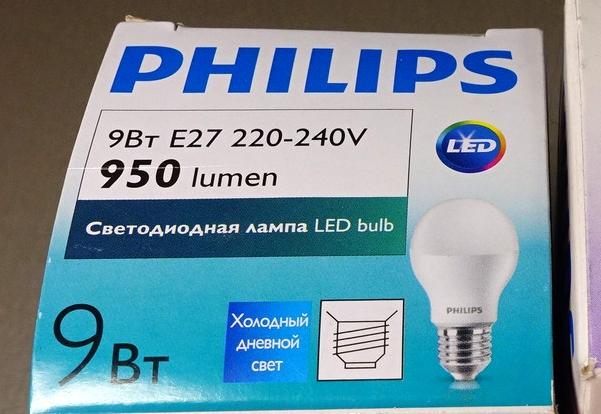 PHILIPS
9Вт E27 220-240V
950 lumen
LED
Светодиодная лампа LED bulb
PHILIPS
9Вт
Холодный
дневной
свет